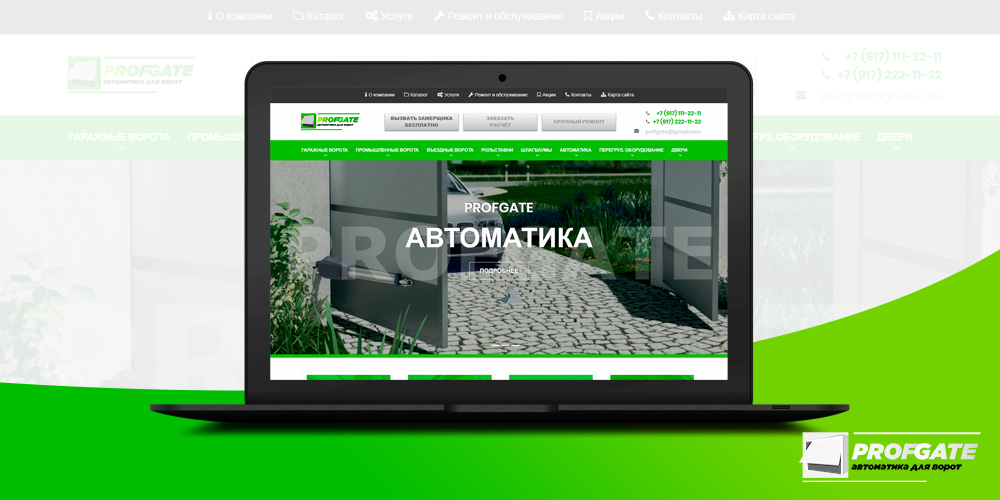 О компании Каталог Услуги Ремонт и обслуживание Акции Контакты Карта сайта
PROFGATE
автоматика для ворот
+7 (917) 111-22-11
+7 (917) 222-11-22
profgate@gmail.com
ГАРАЖНЫЕ ВОРОТА ПРОМЫШЛ
УЗ. ОБОРУДОВАНИЕ ДВЕРИ
О компании Каталог Услуги Ремонт и обслуживание Акции Контакты Карта сайта
PROFGATE
автоматика для ворот
ВЫЗВАТЬ ЗАМЕРЩИКА
БЕСПЛАТНО
ЗАКАЗАТЬ
РАСЧЁТ
СРОЧНЫЙ РЕМОНТ
+7 (917) 111-22-11
+7 (917) 222-11-22
profgate@gmail.com
ГАРАЖНЫЕ ВОРОТА ПРОМЫШЛЕННЫЕ ВОРОТА ВЪЕЗДНЫЕ ВОРОТА РОЛЬСТАВНИ ШЛАГБАУМЫ АВТОМАТИКА ПЕРЕГРУЗ. ОБОРУДОВАНИЕ ДВЕРИ
PROFGATE
PROFGATE
АВТОМАТИКА
ПОДРОБНЕЕ
PROFGATE
автоматика для ворот